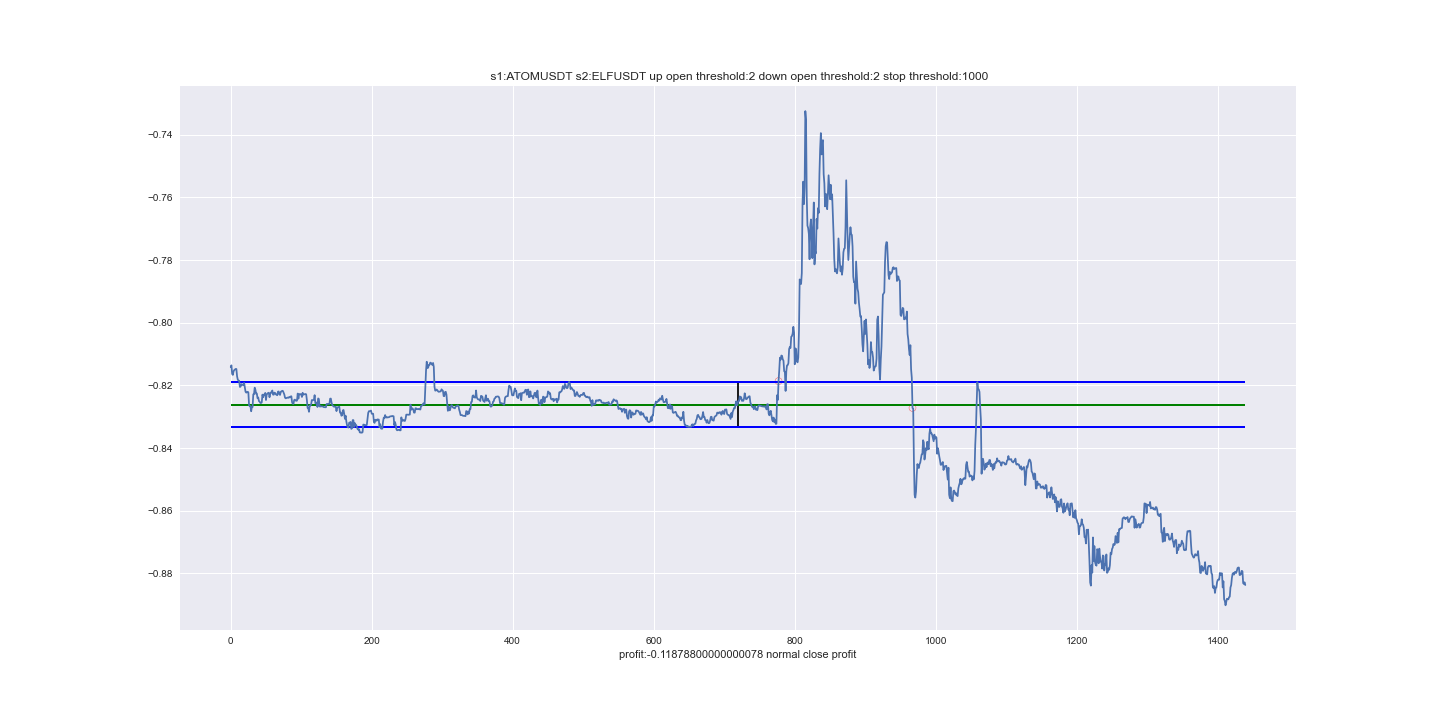 s1:ATOMUSDT s2:ELFUSDT up open threshold:2 down open threshold:2 stop threshold:1000
−0.74
−0.76
−0.78
−0.80
−0.82
−0.84
−0.86
−0.88
0 200 400 600 800 1000 1200 1400
profit:-0.11878800000000078 normal close profit